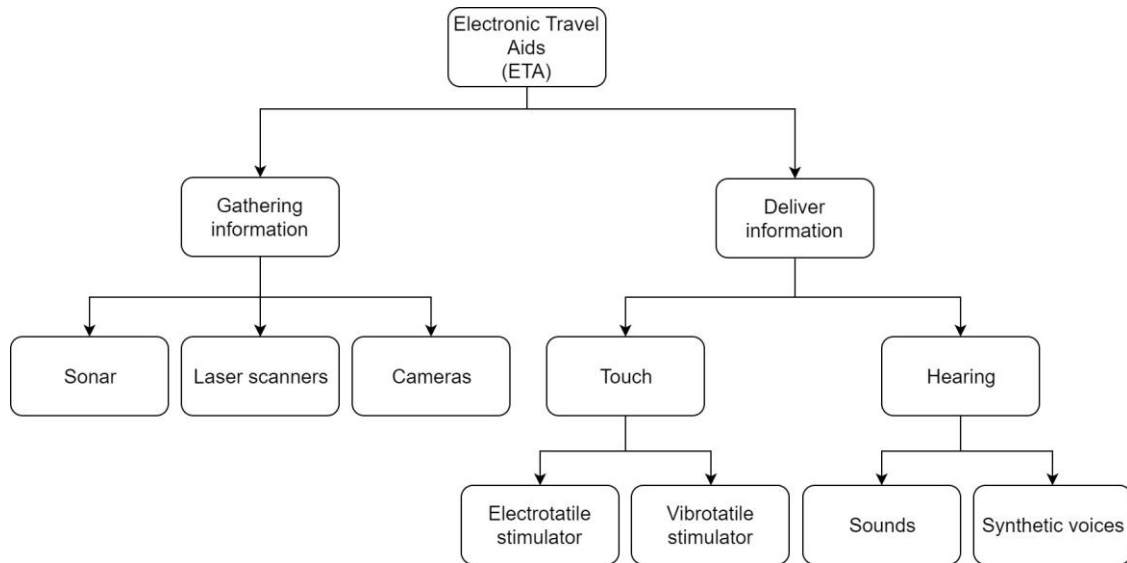 Electronic Travel
Aids
(ETA)
Gathering
information
Deliver
information
Sonar
Laser scanners
Cameras
Touch
Hearing
Electrotatile
stimulator
Vibrotatile
stimulator
Sounds
Synthetic voices